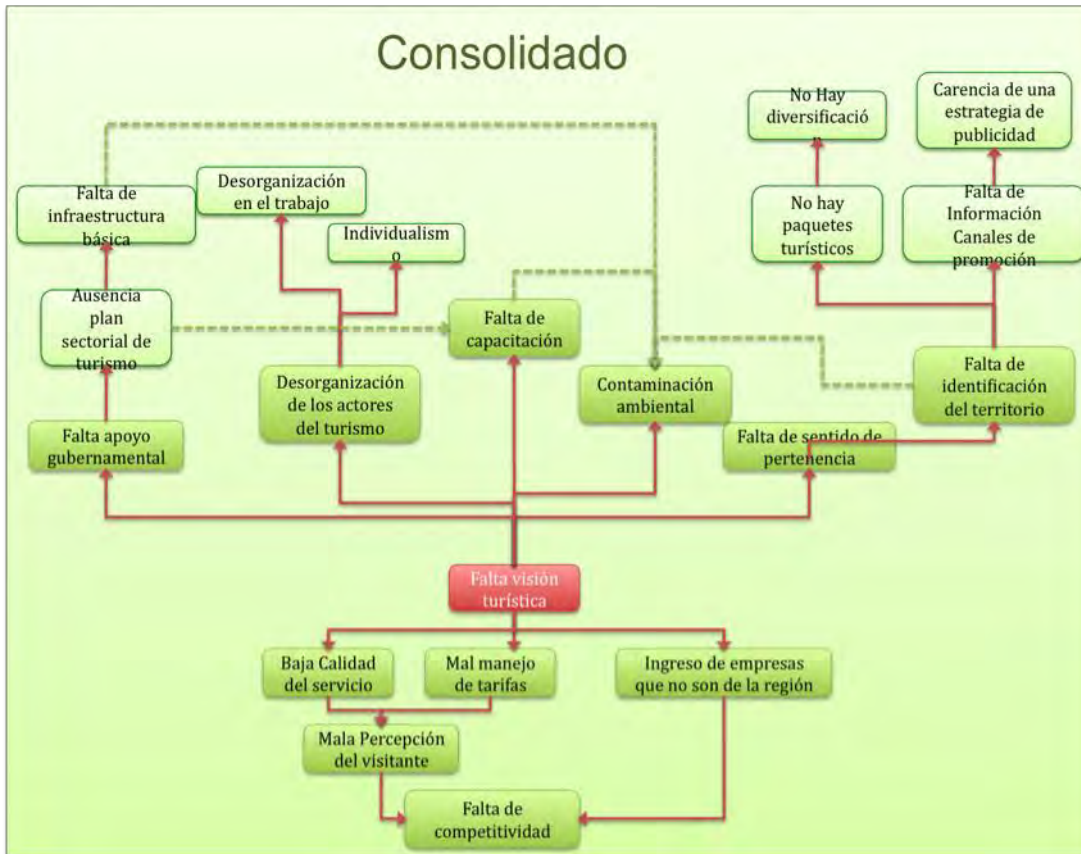 Consolidado
No Hay
diversificació
n
Carencia de una
estrategia de
publicidad
Falta de
infraestructura
básica
Desorganización
en el trabajo
Individualism
o
No hay
paquetes
turísticos
Falta de
Información
Canales de
promoción
Ausencia
plan
sectorial de
turismo
Falta de
capacitación
Desorganización
de los actores
del turismo
Contaminación
ambiental
Falta de
identificación
del territorio
Falta apoyo
gubernamental
Falta de sentido de
pertenencia
Falta visión
turística
Baja Calidad
del servicio
Mal manejo
de tarifas
Ingreso de empresas
que no son de la región
Mala Percepción
del visitante
Falta de
competitividad